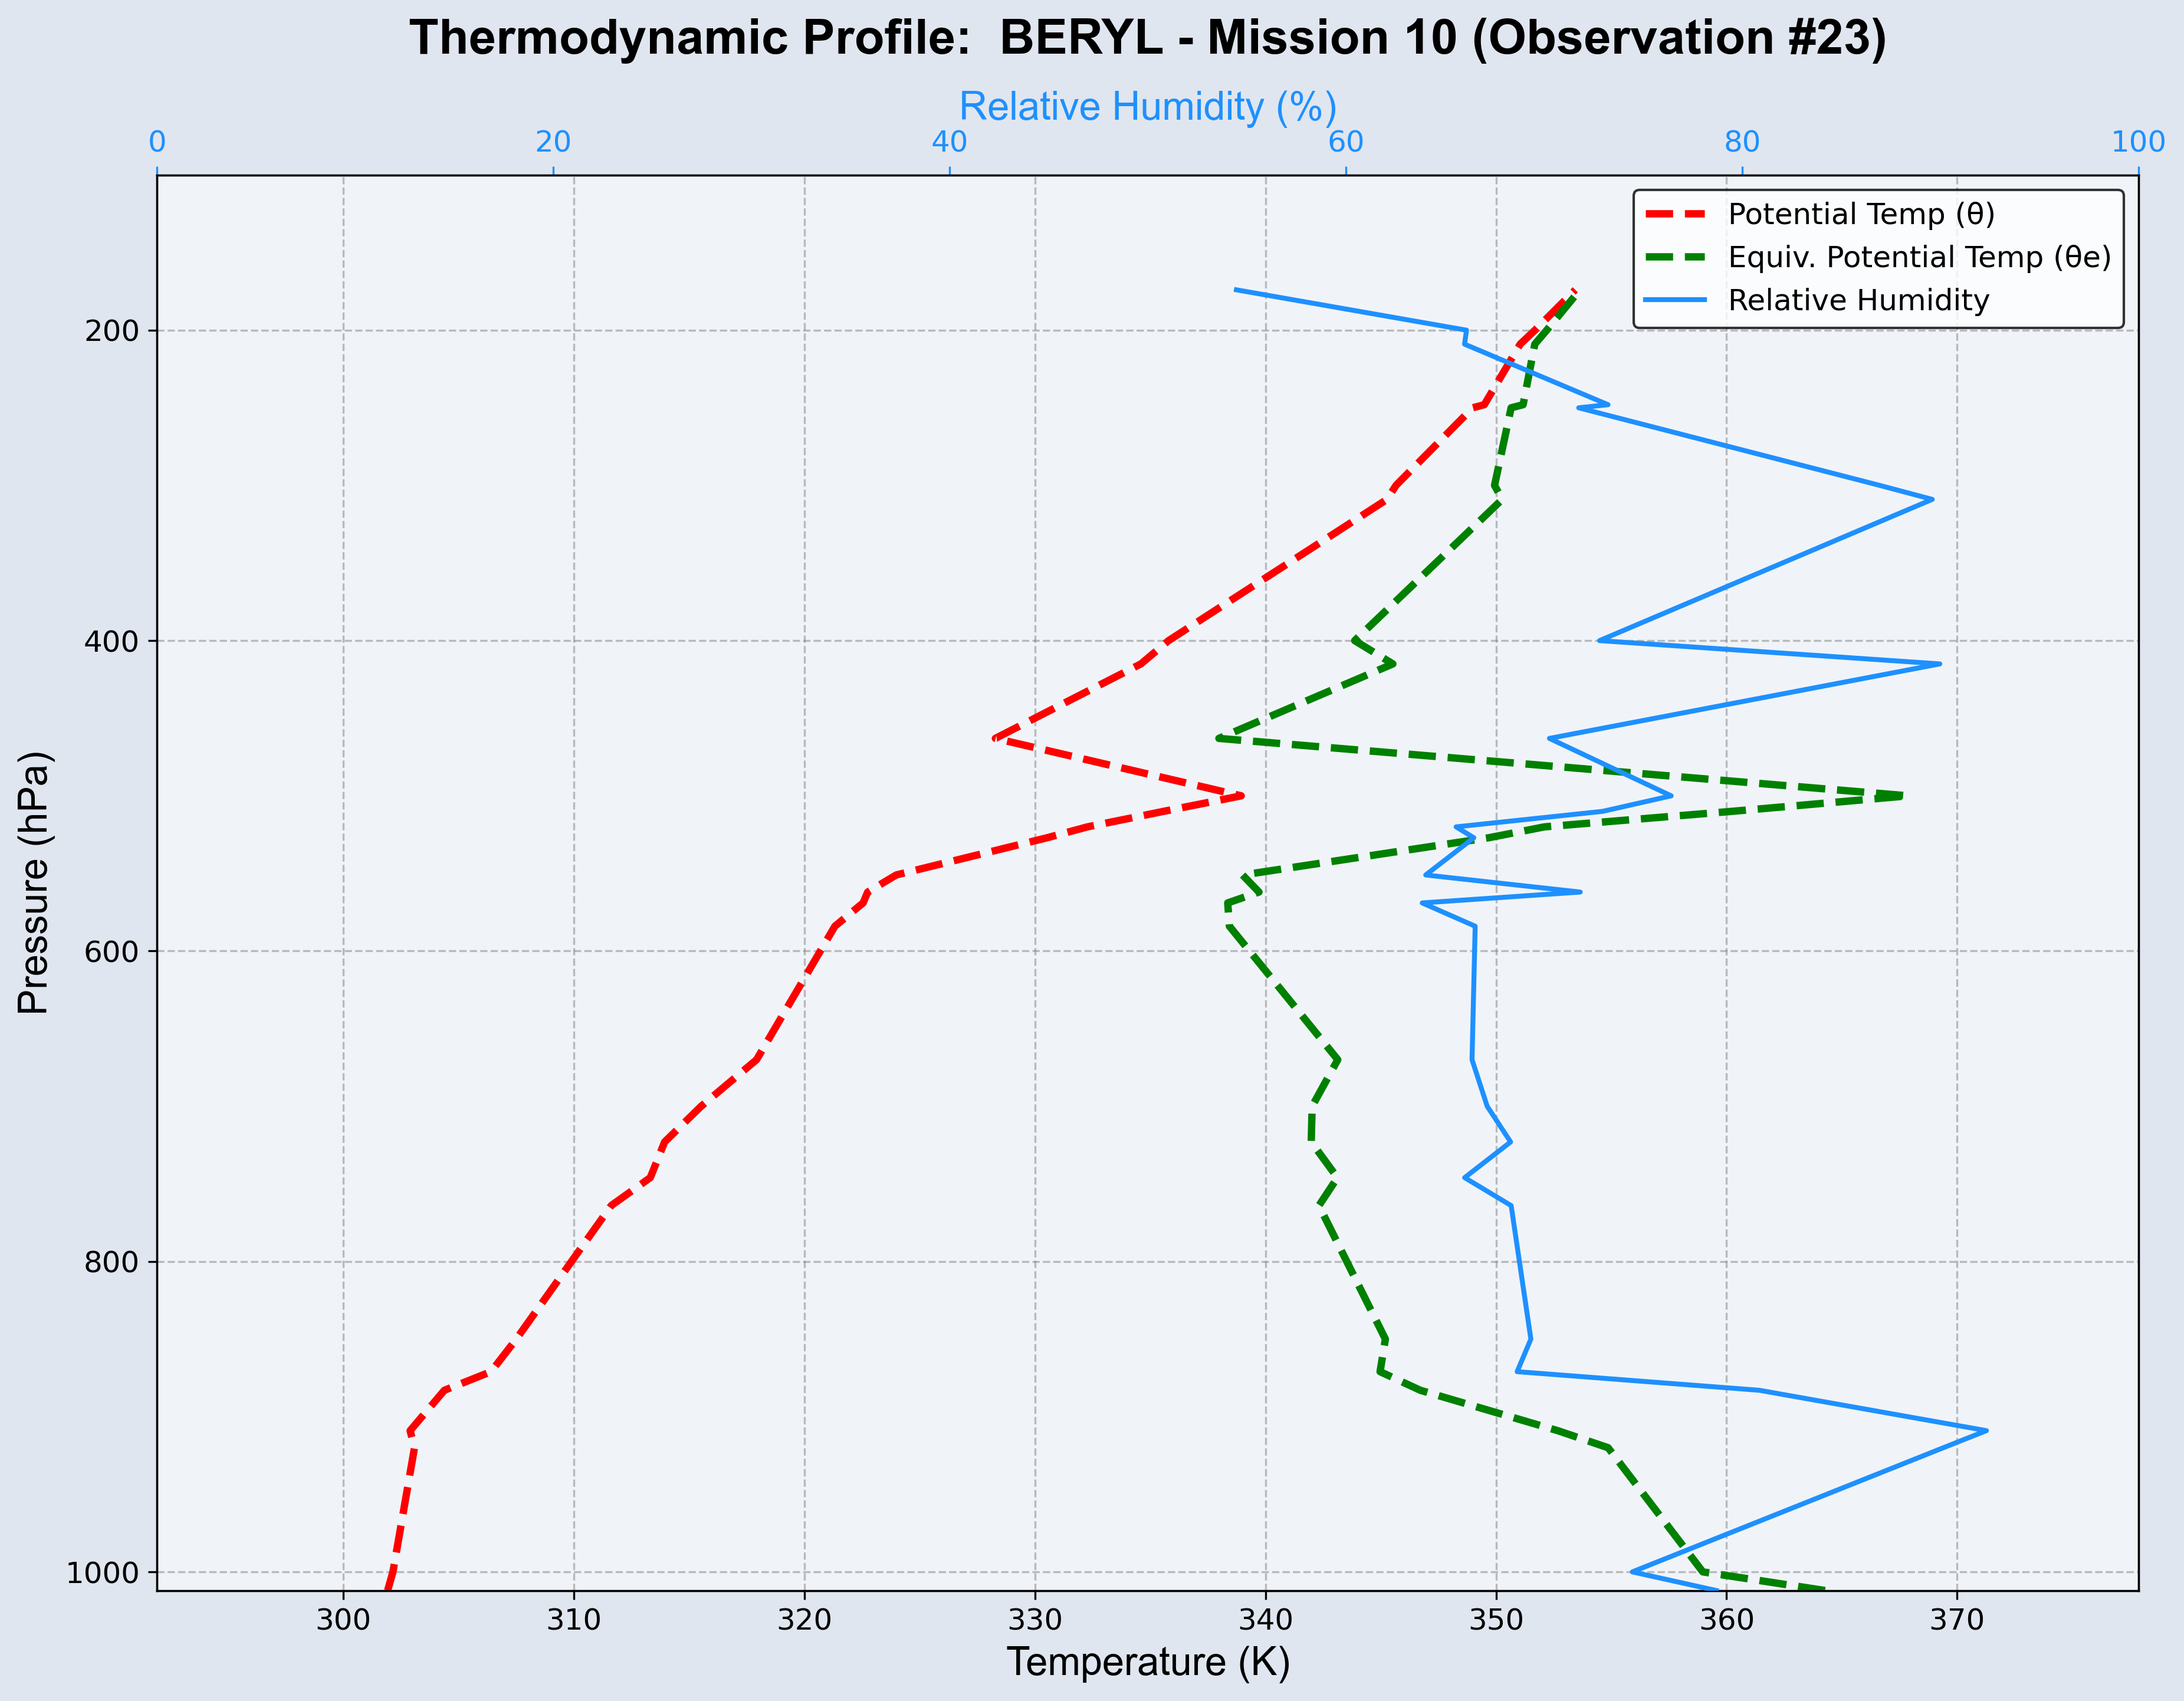 Thermodynamic Profile:  BERYL - Mission 10 (Observation #23)
Relative Humidity (%)
0 20 40 60 80 100
Potential Temp (θ)
Equiv. Potential Temp (θe)
Relative Humidity
200
400
600
800
1000
Pressure (hPa)
300 310 320 330 340 350 360 370
Temperature (K)